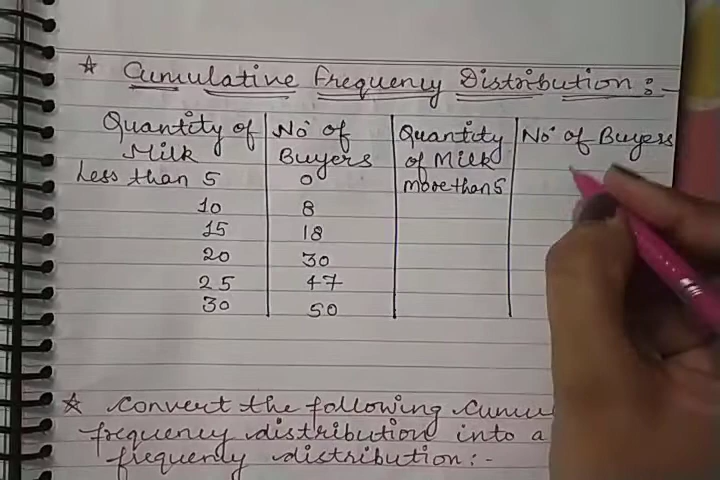 * Cumulative Frequency Distribution :-
Quantity of Milk | No of Buyers | Quantity of Milk | No of Buyers
Less than 5 | 0 | more than 5
10 | 8
15 | 18
20 | 30
25 | 47
30 | 50
* Convert the following cumu
frequency distribution into a
frequency distribution :-